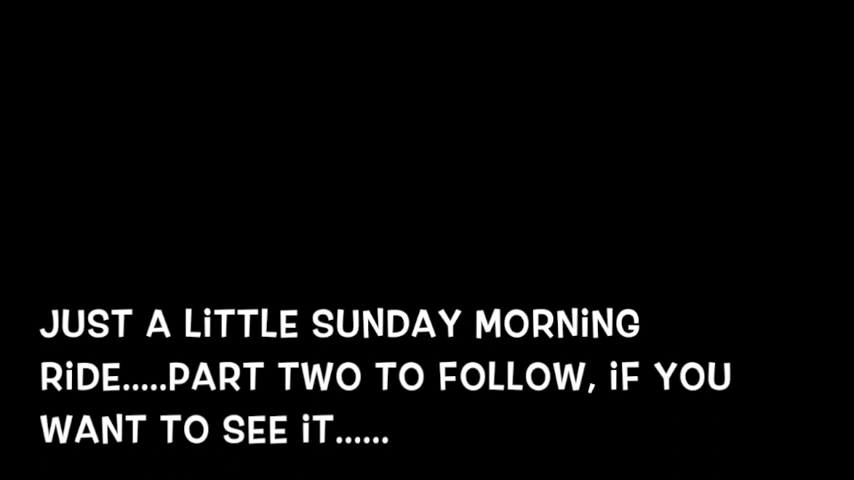 JUST A LiTTLE SUNDAY MORNiNG
RiDE.....PART TWO TO FOLLOW, iF YOU
WANT TO SEE iT......